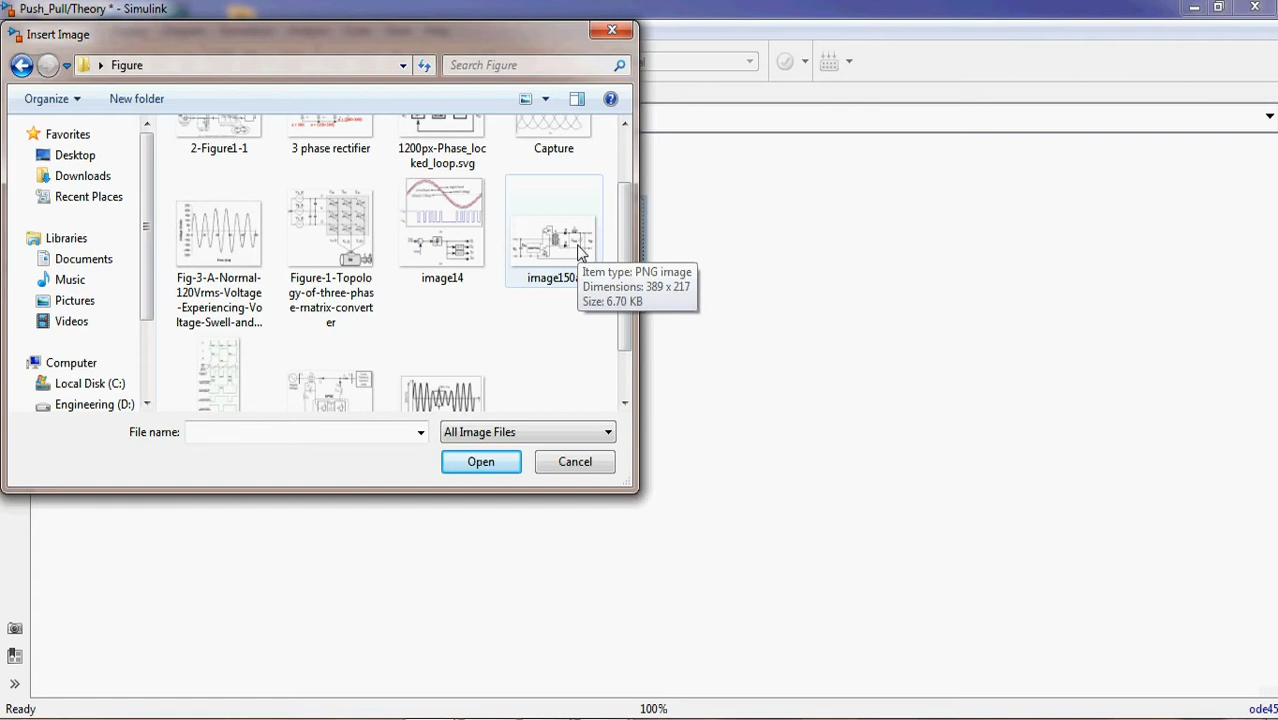 Push_Pull/Theory * - Simulink
Insert Image
Figure
Search Figure
Organize
New folder
Favorites
Desktop
Downloads
Recent Places
Libraries
Documents
Music
Pictures
Videos
Computer
Local Disk (C:)
Engineering (D:)
2-Figure1-1
3 phase rectifier
1200px-Phase_loc
ked_loop.svg
Capture
Fig-3-A-Normal-
120Vrms-Voltage
-Experiencing-Vo
ltage-Swell-and...
Figure-1-Topolo
gy-of-three-phas
e-matrix-convert
er
image14
image150a
Item type: PNG image
Dimensions: 389 x 217
Size: 6.70 KB
File name:
All Image Files
Open
Cancel
Ready
100%
ode45